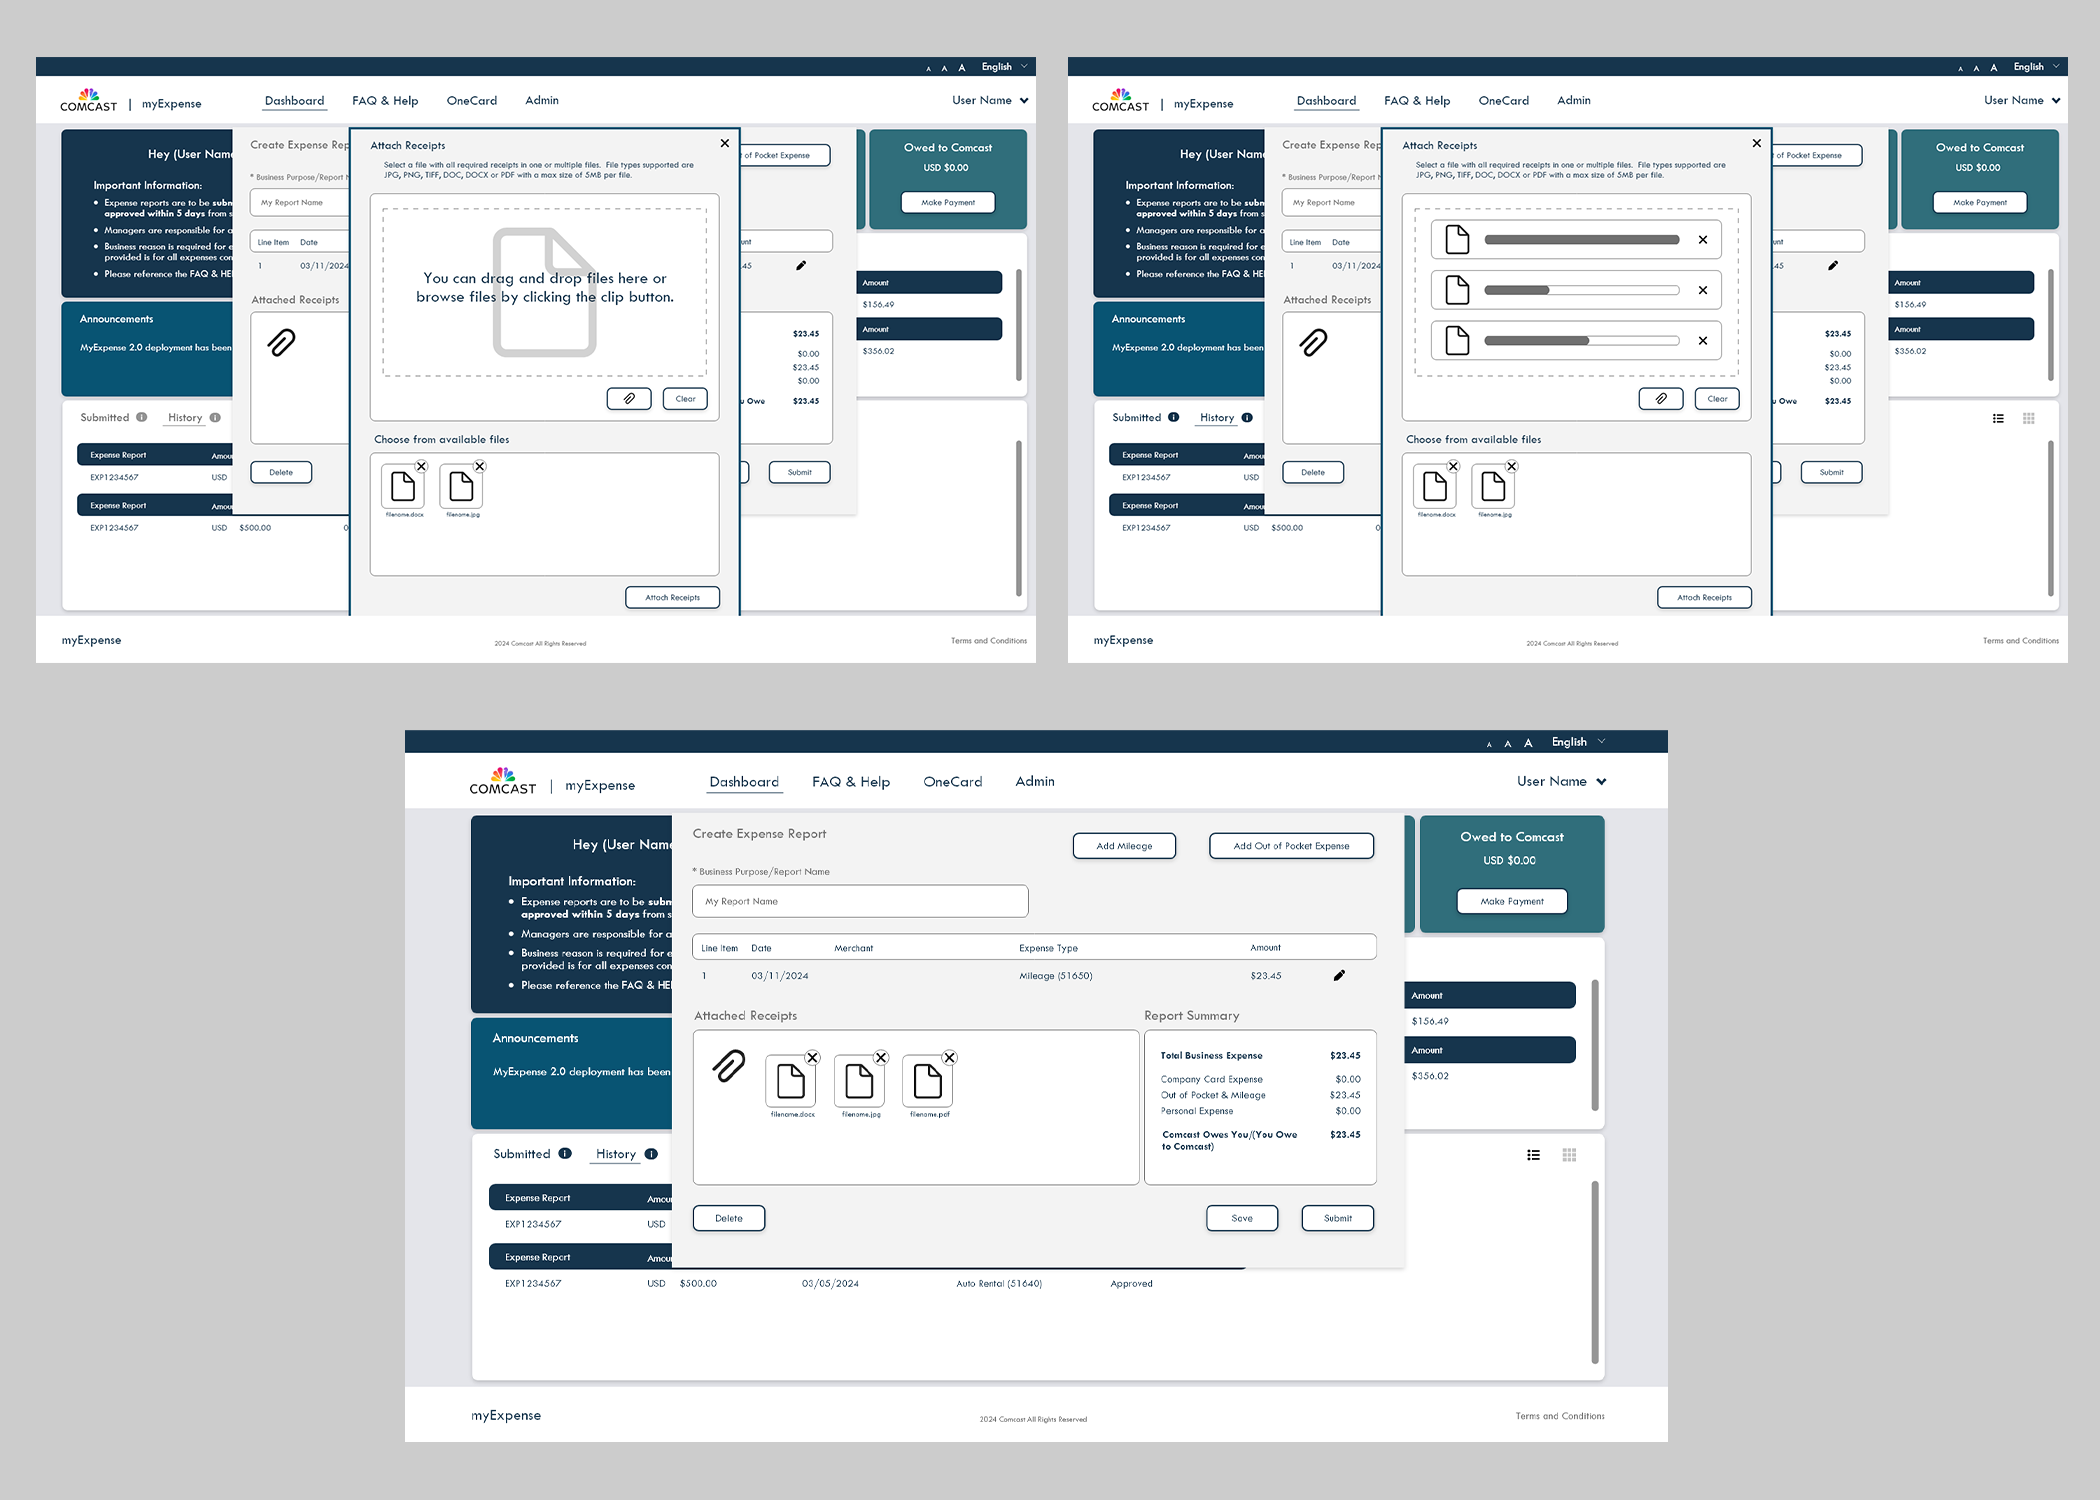 A A A English
COMCAST | myExpense Dashboard FAQ & Help OneCard Admin User Name
Hey (User Name
Important Information:
Expense reports are to be subm
approved within 5 days from s
Managers are responsible for a
Business reason is required for e
provided is for all expenses con
Please reference the FAQ & HEL
Announcements
MyExpense 2.0 deployment has been
Submitted History
Expense Report Amou
EXP1234567 USD
Expense Report Amou
EXP1234567 USD $500.00 0
Create Expense Rep
* Business Purpose/Report N
My Report Name
Line Item Date
1 03/11/2024
Attached Receipts
Delete
Attach Receipts
Select a file with all required receipts in one or multiple files. File types supported are
JPG, PNG, TIFF, DOC, DOCX or PDF with a max size of 5MB per file.
You can drag and drop files here or
browse files by clicking the clip button.
Clear
Choose from available files
filename.docx filename.jpg
Attach Receipts
t of Pocket Expense
unt
.45
$23.45
$0.00
$23.45
$0.00
u Owe $23.45
Submit
Owed to Comcast
USD $0.00
Make Payment
Amount
$156.49
Amount
$356.02
myExpense 2024 Comcast All Rights Reserved Terms and Conditions
A A A English
COMCAST | myExpense Dashboard FAQ & Help OneCard Admin User Name
Hey (User Name
Important Information:
Expense reports are to be subm
approved within 5 days from s
Managers are responsible for a
Business reason is required for e
provided is for all expenses con
Please reference the FAQ & HEL
Announcements
MyExpense 2.0 deployment has been
Submitted History
Expense Report Amou
EXP1234567 USD
Expense Report Amou
EXP1234567 USD $500.00 0
Create Expense Rep
* Business Purpose/Report N
My Report Name
Line Item Date
1 03/11/2024
Attached Receipts
Delete
Attach Receipts
Select a file with all required receipts in one or multiple files. File types supported are
JPG, PNG, TIFF, DOC, DOCX or PDF with a max size of 5MB per file.
Clear
Choose from available files
filename.docx filename.jpg
Attach Receipts
t of Pocket Expense
unt
.45
$23.45
$0.00
$23.45
$0.00
u Owe $23.45
Submit
Owed to Comcast
USD $0.00
Make Payment
Amount
$156.49
Amount
$356.02
myExpense 2024 Comcast All Rights Reserved Terms and Conditions
A A A English
COMCAST | myExpense Dashboard FAQ & Help OneCard Admin User Name
Hey (User Name
Important Information:
Expense reports are to be subm
approved within 5 days from s
Managers are responsible for a
Business reason is required for e
provided is for all expenses con
Please reference the FAQ & HEL
Announcements
MyExpense 2.0 deployment has been
Create Expense Report
Add Mileage Add Out of Pocket Expense
* Business Purpose/Report Name
My Report Name
Line Item Date Merchant Expense Type Amount
1 03/11/2024 Mileage (51650) $23.45
Attached Receipts
filename.docx filename.jpg filename.pdf
Report Summary
Total Business Expense $23.45
Company Card Expense $0.00
Out of Pocket & Mileage $23.45
Personal Expense $0.00
Comcast Owes You/(You Owe $23.45
to Comcast)
Delete Save Submit
Owed to Comcast
USD $0.00
Make Payment
Amount
$156.49
Amount
$356.02
Submitted History
Expense Report Amou
EXP1234567 USD
Expense Report Amou
EXP1234567 USD $500.00 03/05/2024 Auto Rental (51640) Approved
myExpense 2024 Comcast All Rights Reserved Terms and Conditions